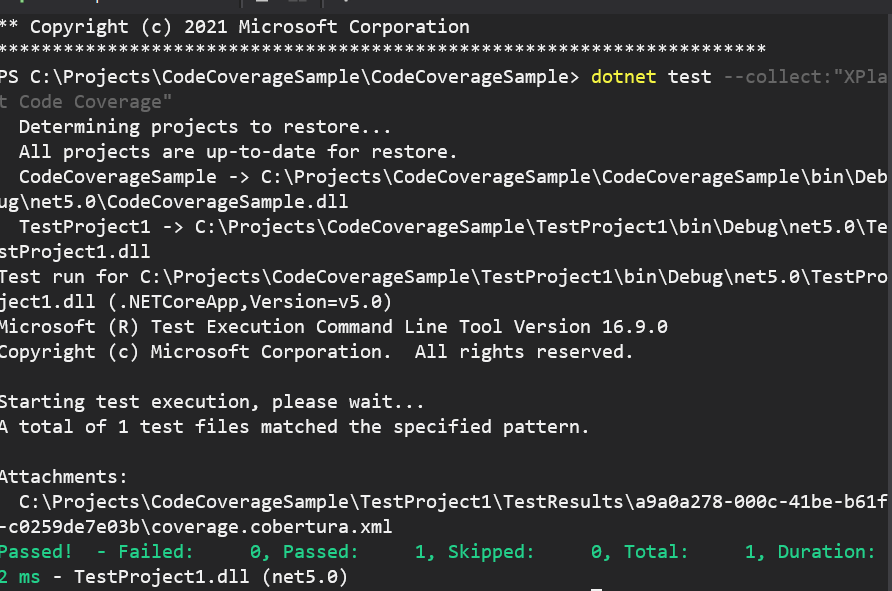 ** Copyright (c) 2021 Microsoft Corporation
**********************************************************************
PS C:\Projects\CodeCoverageSample\CodeCoverageSample> dotnet test --collect:"XPla
t Code Coverage"
  Determining projects to restore...
  All projects are up-to-date for restore.
  CodeCoverageSample -> C:\Projects\CodeCoverageSample\CodeCoverageSample\bin\Deb
ug\net5.0\CodeCoverageSample.dll
  TestProject1 -> C:\Projects\CodeCoverageSample\TestProject1\bin\Debug\net5.0\Te
stProject1.dll
Test run for C:\Projects\CodeCoverageSample\TestProject1\bin\Debug\net5.0\TestPro
ject1.dll (.NETCoreApp,Version=v5.0)
Microsoft (R) Test Execution Command Line Tool Version 16.9.0
Copyright (c) Microsoft Corporation.  All rights reserved.

Starting test execution, please wait...
A total of 1 test files matched the specified pattern.

Attachments:
  C:\Projects\CodeCoverageSample\TestProject1\TestResults\a9a0a278-000c-41be-b61f
-c0259de7e03b\coverage.cobertura.xml
Passed!  - Failed:     0, Passed:     1, Skipped:     0, Total:     1, Duration:
2 ms - TestProject1.dll (net5.0)